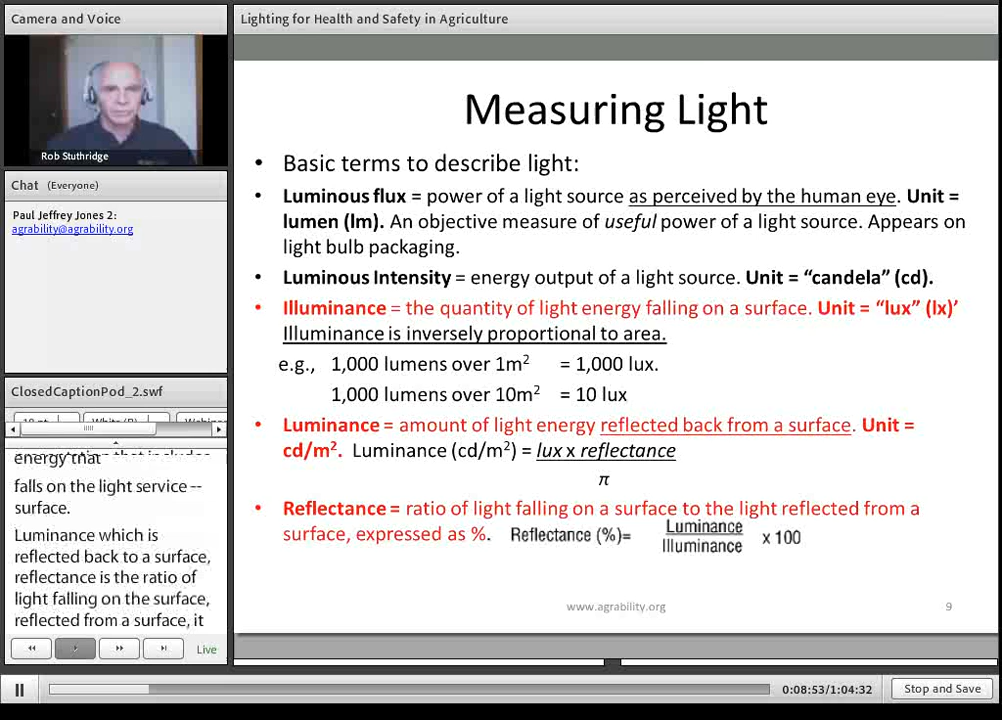 Camera and Voice
Rob Stuthridge
Chat (Everyone)
Paul Jeffrey Jones 2:
agrability@agrability.org
ClosedCaptionPod_2.swf
energy that
falls on the light service --
surface.
Luminance which is
reflected back to a surface,
reflectance is the ratio of
light falling on the surface,
reflected from a surface, it
Live
Lighting for Health and Safety in Agriculture
Measuring Light
• Basic terms to describe light:
• Luminous flux = power of a light source as perceived by the human eye. Unit =
lumen (lm). An objective measure of useful power of a light source. Appears on
light bulb packaging.
• Luminous Intensity = energy output of a light source. Unit = “candela” (cd).
• Illuminance = the quantity of light energy falling on a surface. Unit = “lux” (lx)’
Illuminance is inversely proportional to area.
e.g., 1,000 lumens over 1m² = 1,000 lux.
1,000 lumens over 10m² = 10 lux
• Luminance = amount of light energy reflected back from a surface. Unit =
cd/m². Luminance (cd/m²) = lux x reflectance
π
• Reflectance = ratio of light falling on a surface to the light reflected from a
surface, expressed as %. Reflectance (%)= Luminance x 100
Illuminance
www.agrability.org 9
0:08:53/1:04:32
Stop and Save